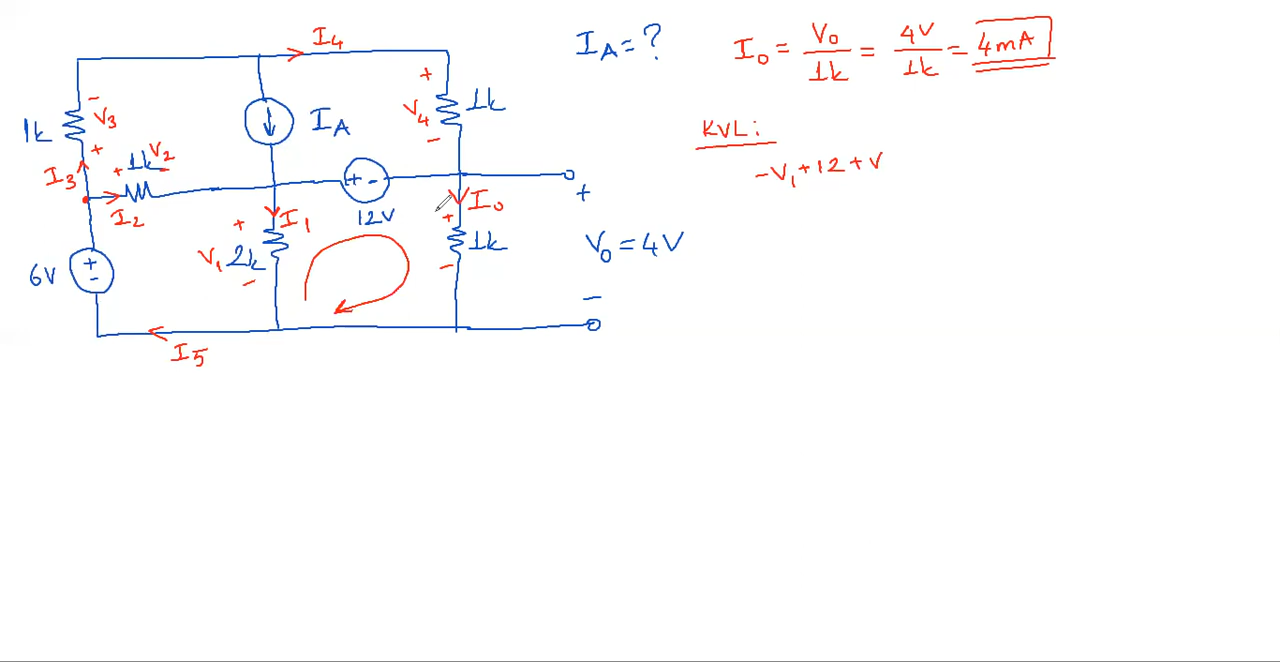 I4
IA = ?
I0 = V0/1k = 4V/1k = 4mA
+
V4
1k
-
-
V3
+
1k
IA
KVL:
-V1 + 12 + V
I3
+ 1k V2 -
I2
+ -
12V
+
I0
+
I1
+
1k
-
V1 2k
-
V0 = 4V
6V
+
-
-
I5